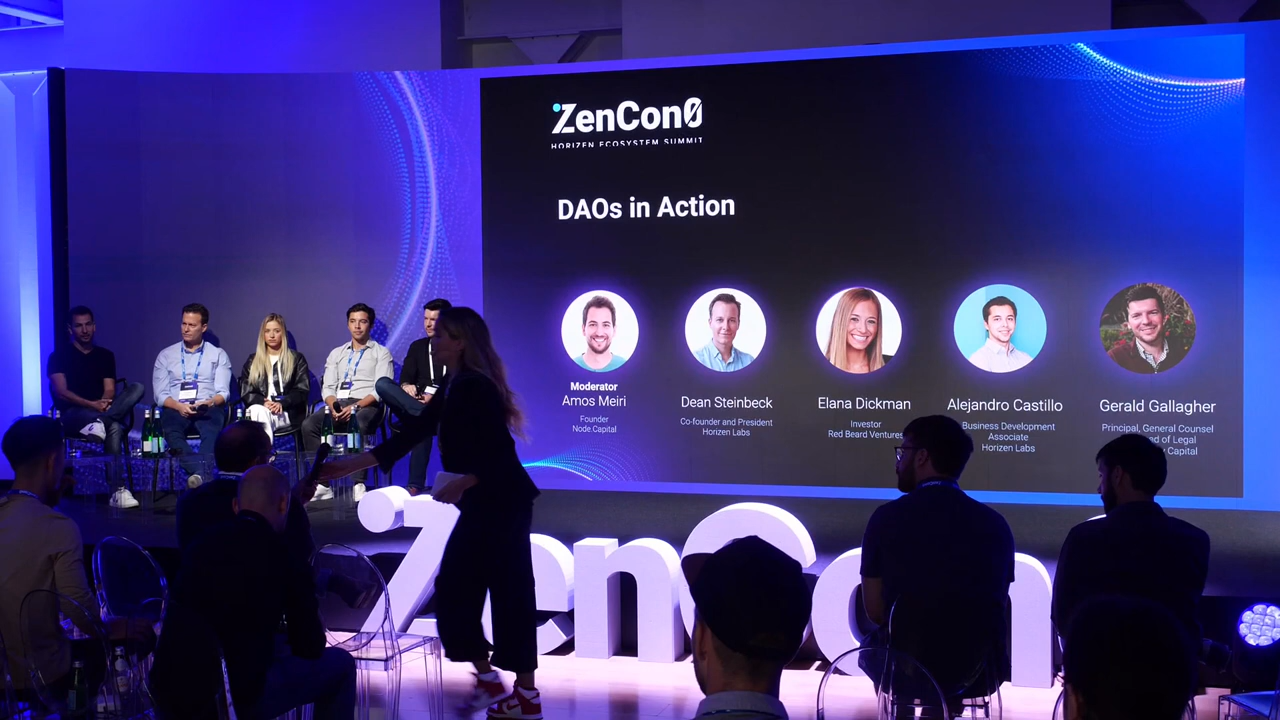 ZenCon0
HORIZEN ECOSYSTEM SUMMIT
DAOs in Action
Moderator
Amos Meiri
Founder
Node Capital
Dean Steinbeck
Co-founder and President
Horizen Labs
Elana Dickman
Investor
Red Beard Ventures
Alejandro Castillo
Business Development
Associate
Horizen Labs
Gerald Gallagher
Principal, General Counsel
of Legal
Capital
ZenCon